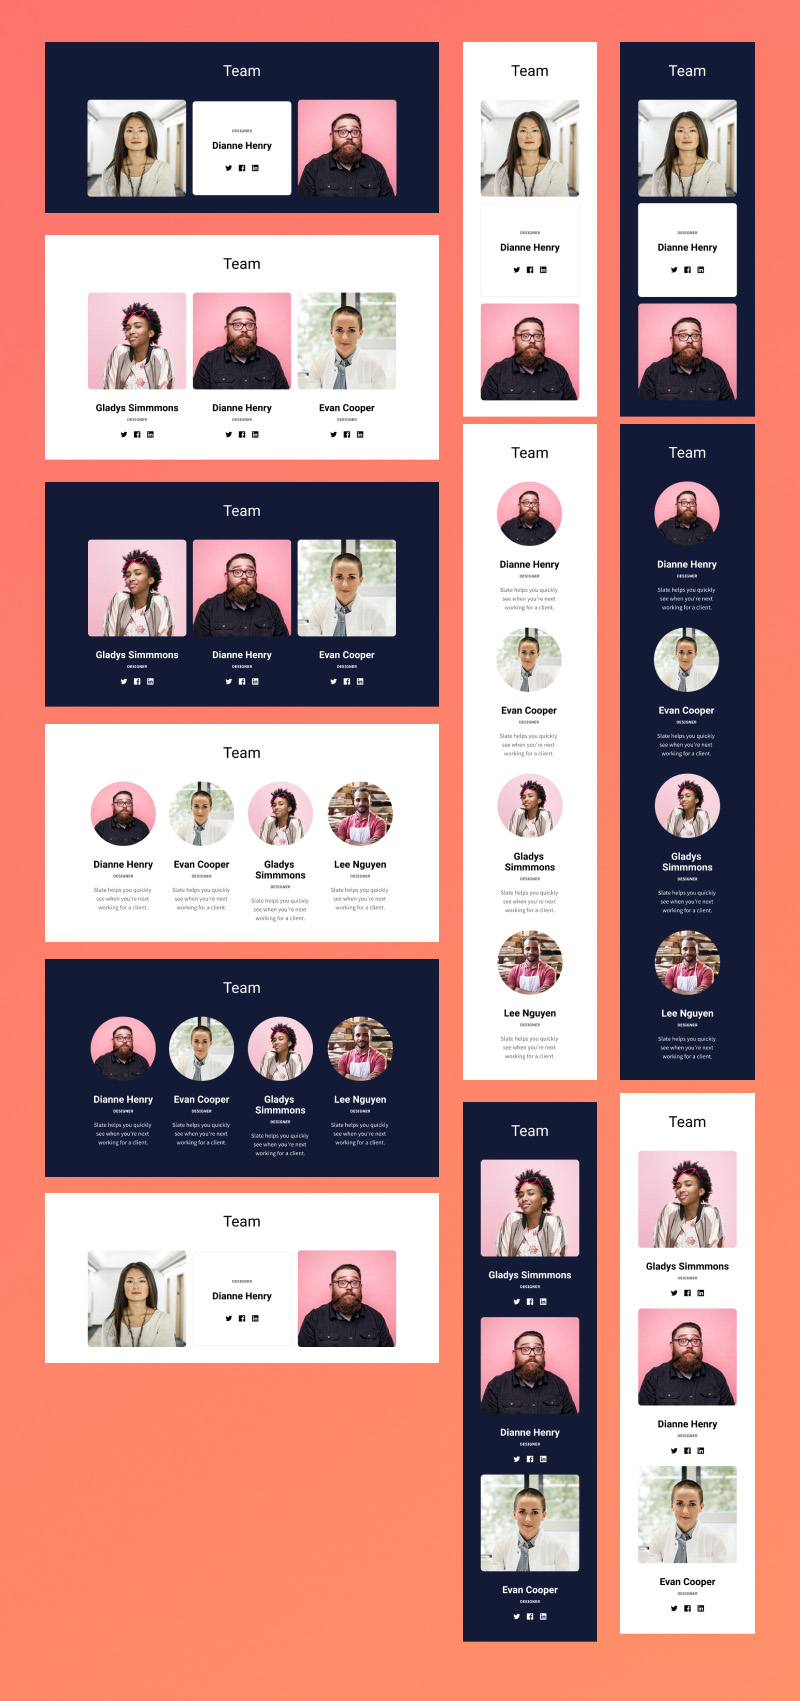 Team
DESIGNER
Dianne Henry
Team
Gladys Simmmons
DESIGNER
Dianne Henry
DESIGNER
Evan Cooper
DESIGNER
Team
Gladys Simmmons
DESIGNER
Dianne Henry
DESIGNER
Evan Cooper
DESIGNER
Team
Dianne Henry
DESIGNER
Slate helps you quickly
see when you're next
working for a client.
Evan Cooper
DESIGNER
Slate helps you quickly
see when you're next
working for a client.
Gladys
Simmmons
DESIGNER
Slate helps you quickly
see when you're next
working for a client.
Lee Nguyen
DESIGNER
Slate helps you quickly
see when you're next
working for a client.
Team
Dianne Henry
DESIGNER
Slate helps you quickly
see when you're next
working for a client.
Evan Cooper
DESIGNER
Slate helps you quickly
see when you're next
working for a client.
Gladys
Simmmons
DESIGNER
Slate helps you quickly
see when you're next
working for a client.
Lee Nguyen
DESIGNER
Slate helps you quickly
see when you're next
working for a client.
Team
DESIGNER
Dianne Henry
Team
DESIGNER
Dianne Henry
Team
Dianne Henry
DESIGNER
Slate helps you quickly
see when you're next
working for a client.
Evan Cooper
DESIGNER
Slate helps you quickly
see when you're next
working for a client.
Gladys
Simmmons
DESIGNER
Slate helps you quickly
see when you're next
working for a client.
Lee Nguyen
DESIGNER
Slate helps you quickly
see when you're next
working for a client.
Team
Gladys Simmmons
DESIGNER
Dianne Henry
DESIGNER
Evan Cooper
DESIGNER
Team
DESIGNER
Dianne Henry
Team
Dianne Henry
DESIGNER
Slate helps you quickly
see when you're next
working for a client.
Evan Cooper
DESIGNER
Slate helps you quickly
see when you're next
working for a client.
Gladys
Simmmons
DESIGNER
Slate helps you quickly
see when you're next
working for a client.
Lee Nguyen
DESIGNER
Slate helps you quickly
see when you're next
working for a client.
Team
Gladys Simmmons
DESIGNER
Dianne Henry
DESIGNER
Evan Cooper
DESIGNER